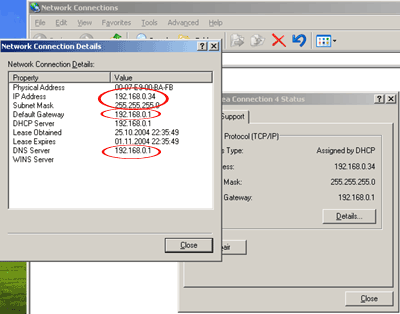 Network Connections
File Edit View Favorites Tools Advanced Help
Network Connection Details
Network Connection Details:
Property Value
Physical Address 00-07-E9-00-BA-FB
IP Address 192.168.0.34
Subnet Mask 255.255.255.0
Default Gateway 192.168.0.1
DHCP Server 192.168.0.1
Lease Obtained 25.10.2004 22:35:49
Lease Expires 01.11.2004 22:35:49
DNS Server 192.168.0.1
WINS Server
Close
ea Connection 4 Status
Support
Protocol (TCP/IP)
s Type: Assigned by DHCP
ess: 192.168.0.34
Mask: 255.255.255.0
Gateway: 192.168.0.1
Details...
pair
Close